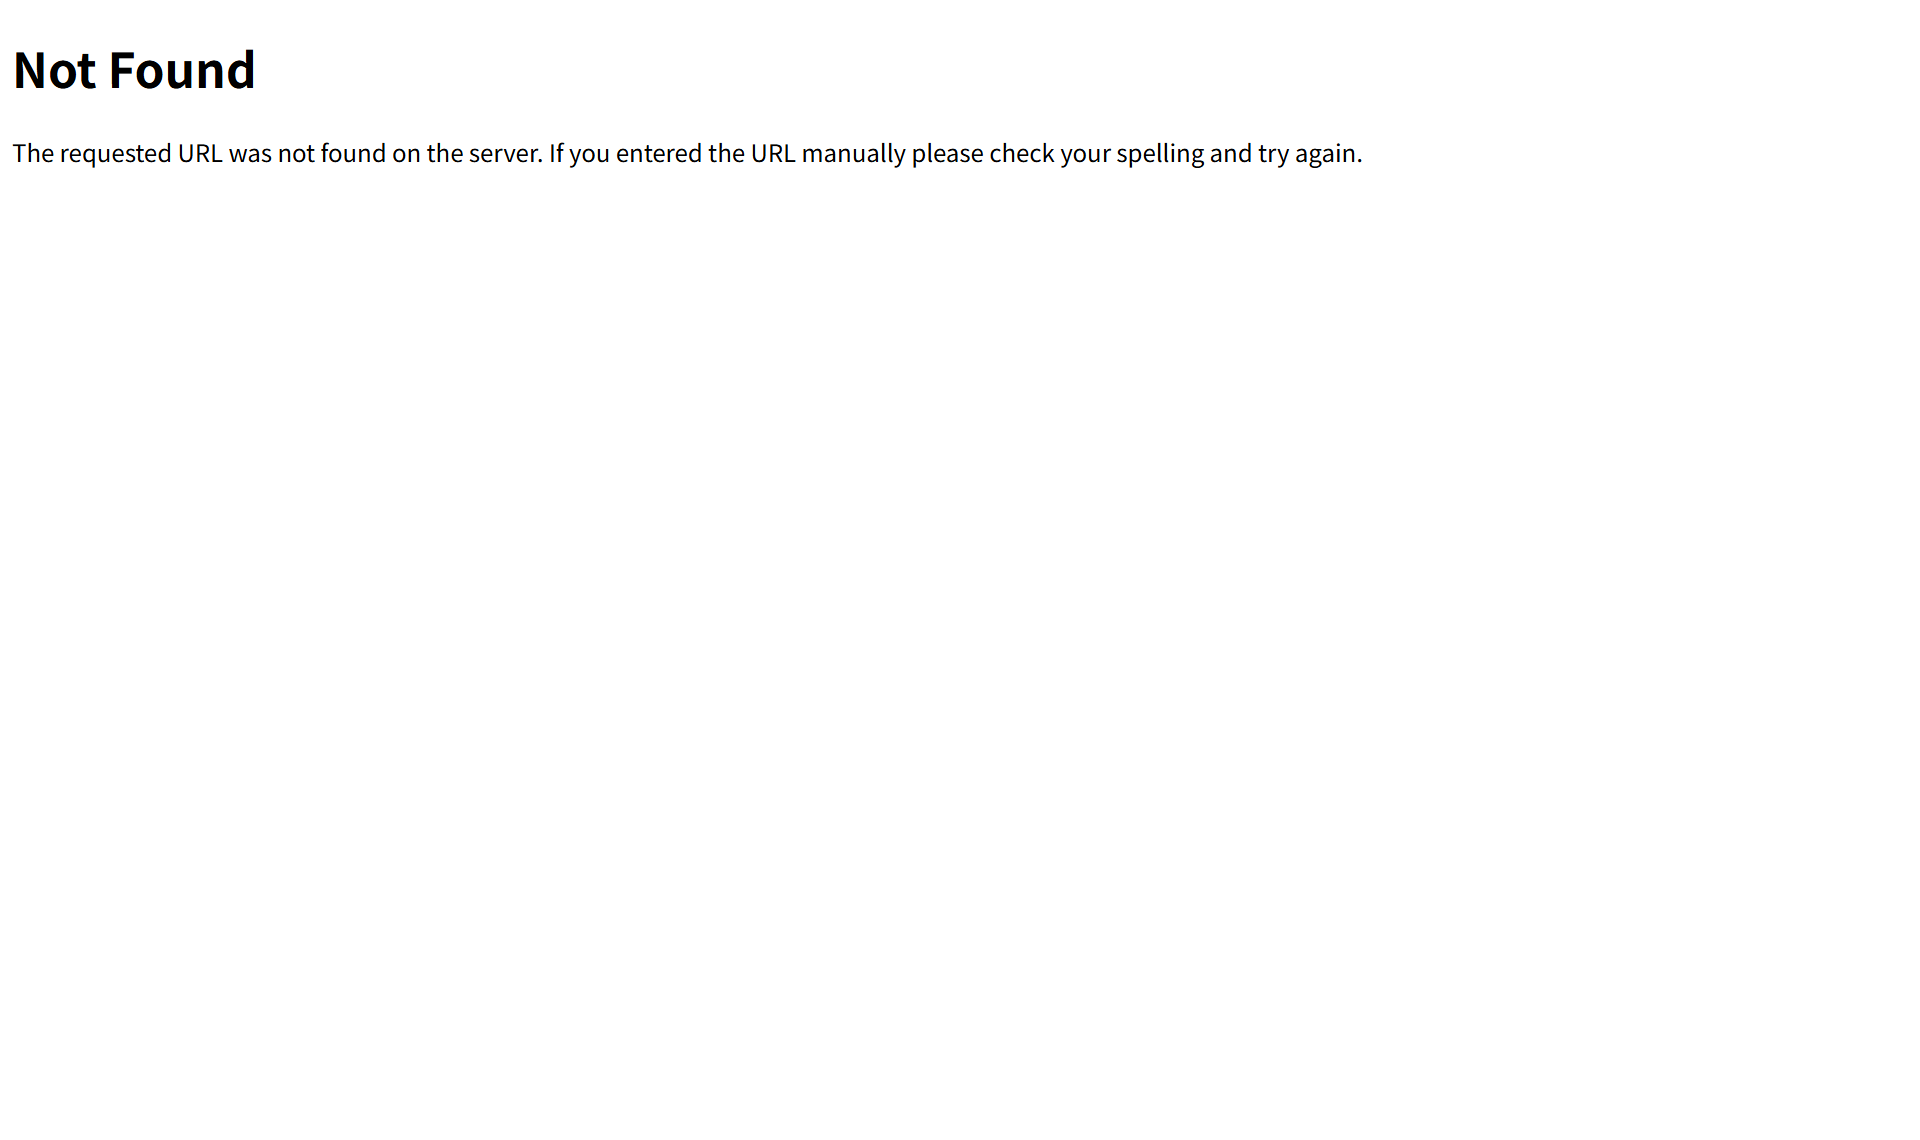 Not Found
The requested URL was not found on the server. If you entered the URL manually please check your spelling and try again.